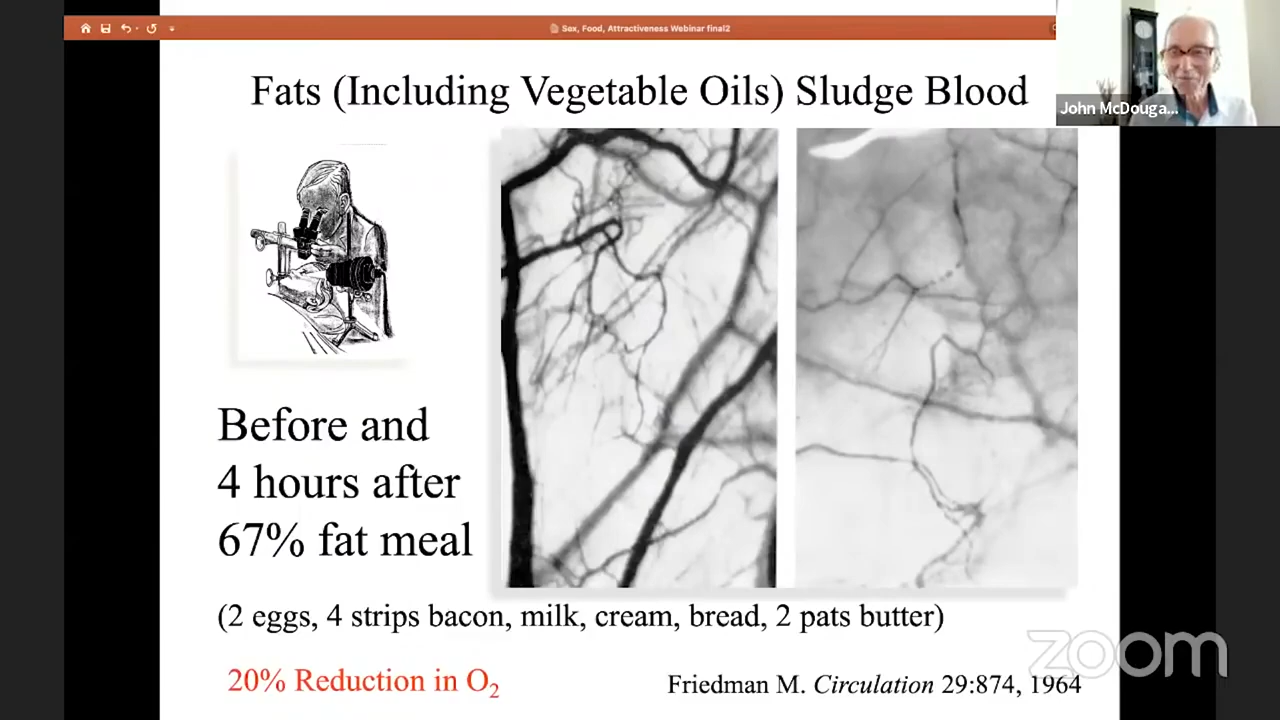 Sex, Food, Attractiveness Webinar final2
John McDouga...
Fats (Including Vegetable Oils) Sludge Blood
Before and
4 hours after
67% fat meal
(2 eggs, 4 strips bacon, milk, cream, bread, 2 pats butter)
20% Reduction in O₂
Friedman M. Circulation 29:874, 1964
zoom